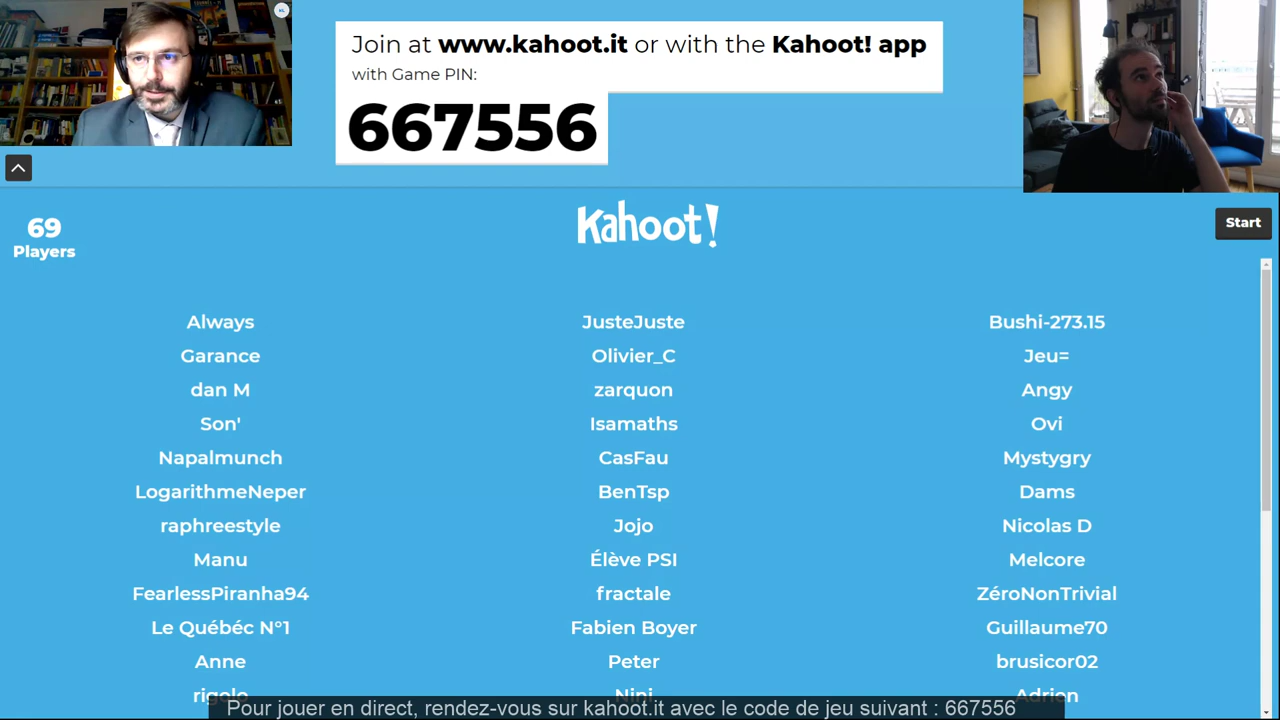 Join at www.kahoot.it or with the Kahoot! app
with Game PIN:
667556
69
Players
Kahoot!
Start
Always
JusteJuste
Bushi-273.15
Garance
Olivier_C
Jeu=
dan M
zarquon
Angy
Son'
Isamaths
Ovi
Napalmunch
CasFau
Mystygry
LogarithmeNeper
BenTsp
Dams
raphreestyle
Jojo
Nicolas D
Manu
Élève PSI
Melcore
FearlessPiranha94
fractale
ZéroNonTrivial
Le Québéc N°1
Fabien Boyer
Guillaume70
Anne
Peter
brusicor02
rigolo
Nini
Adrien
Pour jouer en direct, rendez-vous sur kahoot.it avec le code de jeu suivant : 667556